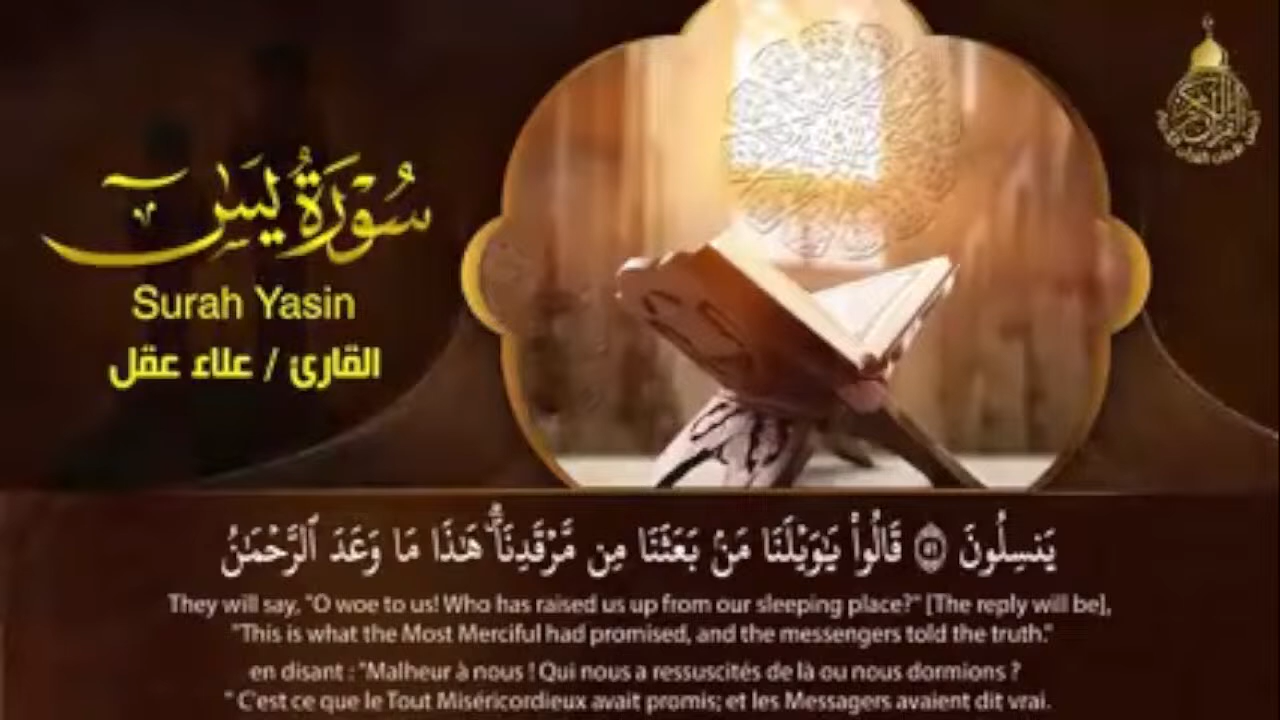 سُورَةُ يسٓ
Surah Yasin
القارئ / علاء عقل
يَنسِلُونَ ۝٥١ قَالُوا۟ يَـٰوَيْلَنَا مَنۢ بَعَثَنَا مِن مَّرْقَدِنَا ۜ ۗ هَـٰذَا مَا وَعَدَ ٱلرَّحْمَـٰنُ
They will say, "O woe to us! Who has raised us up from our sleeping place?" [The reply will be],
"This is what the Most Merciful had promised, and the messengers told the truth."
en disant : "Malheur à nous ! Qui nous a ressuscités de là ou nous dormions ?
" C'est ce que le Tout Miséricordieux avait promis; et les Messagers avaient dit vrai.